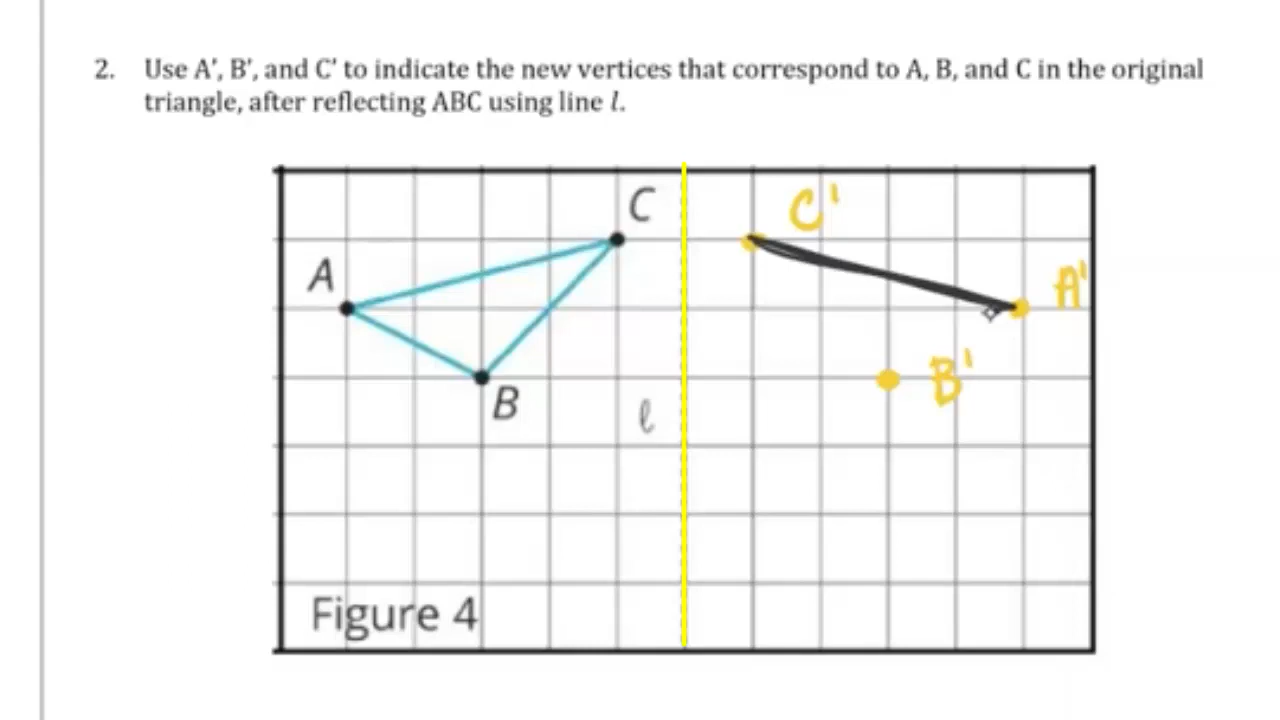 2. Use A′, B′, and C′ to indicate the new vertices that correspond to A, B, and C in the original
triangle, after reflecting ABC using line l.
C
C'
A
A'
B'
B
ℓ
Figure 4